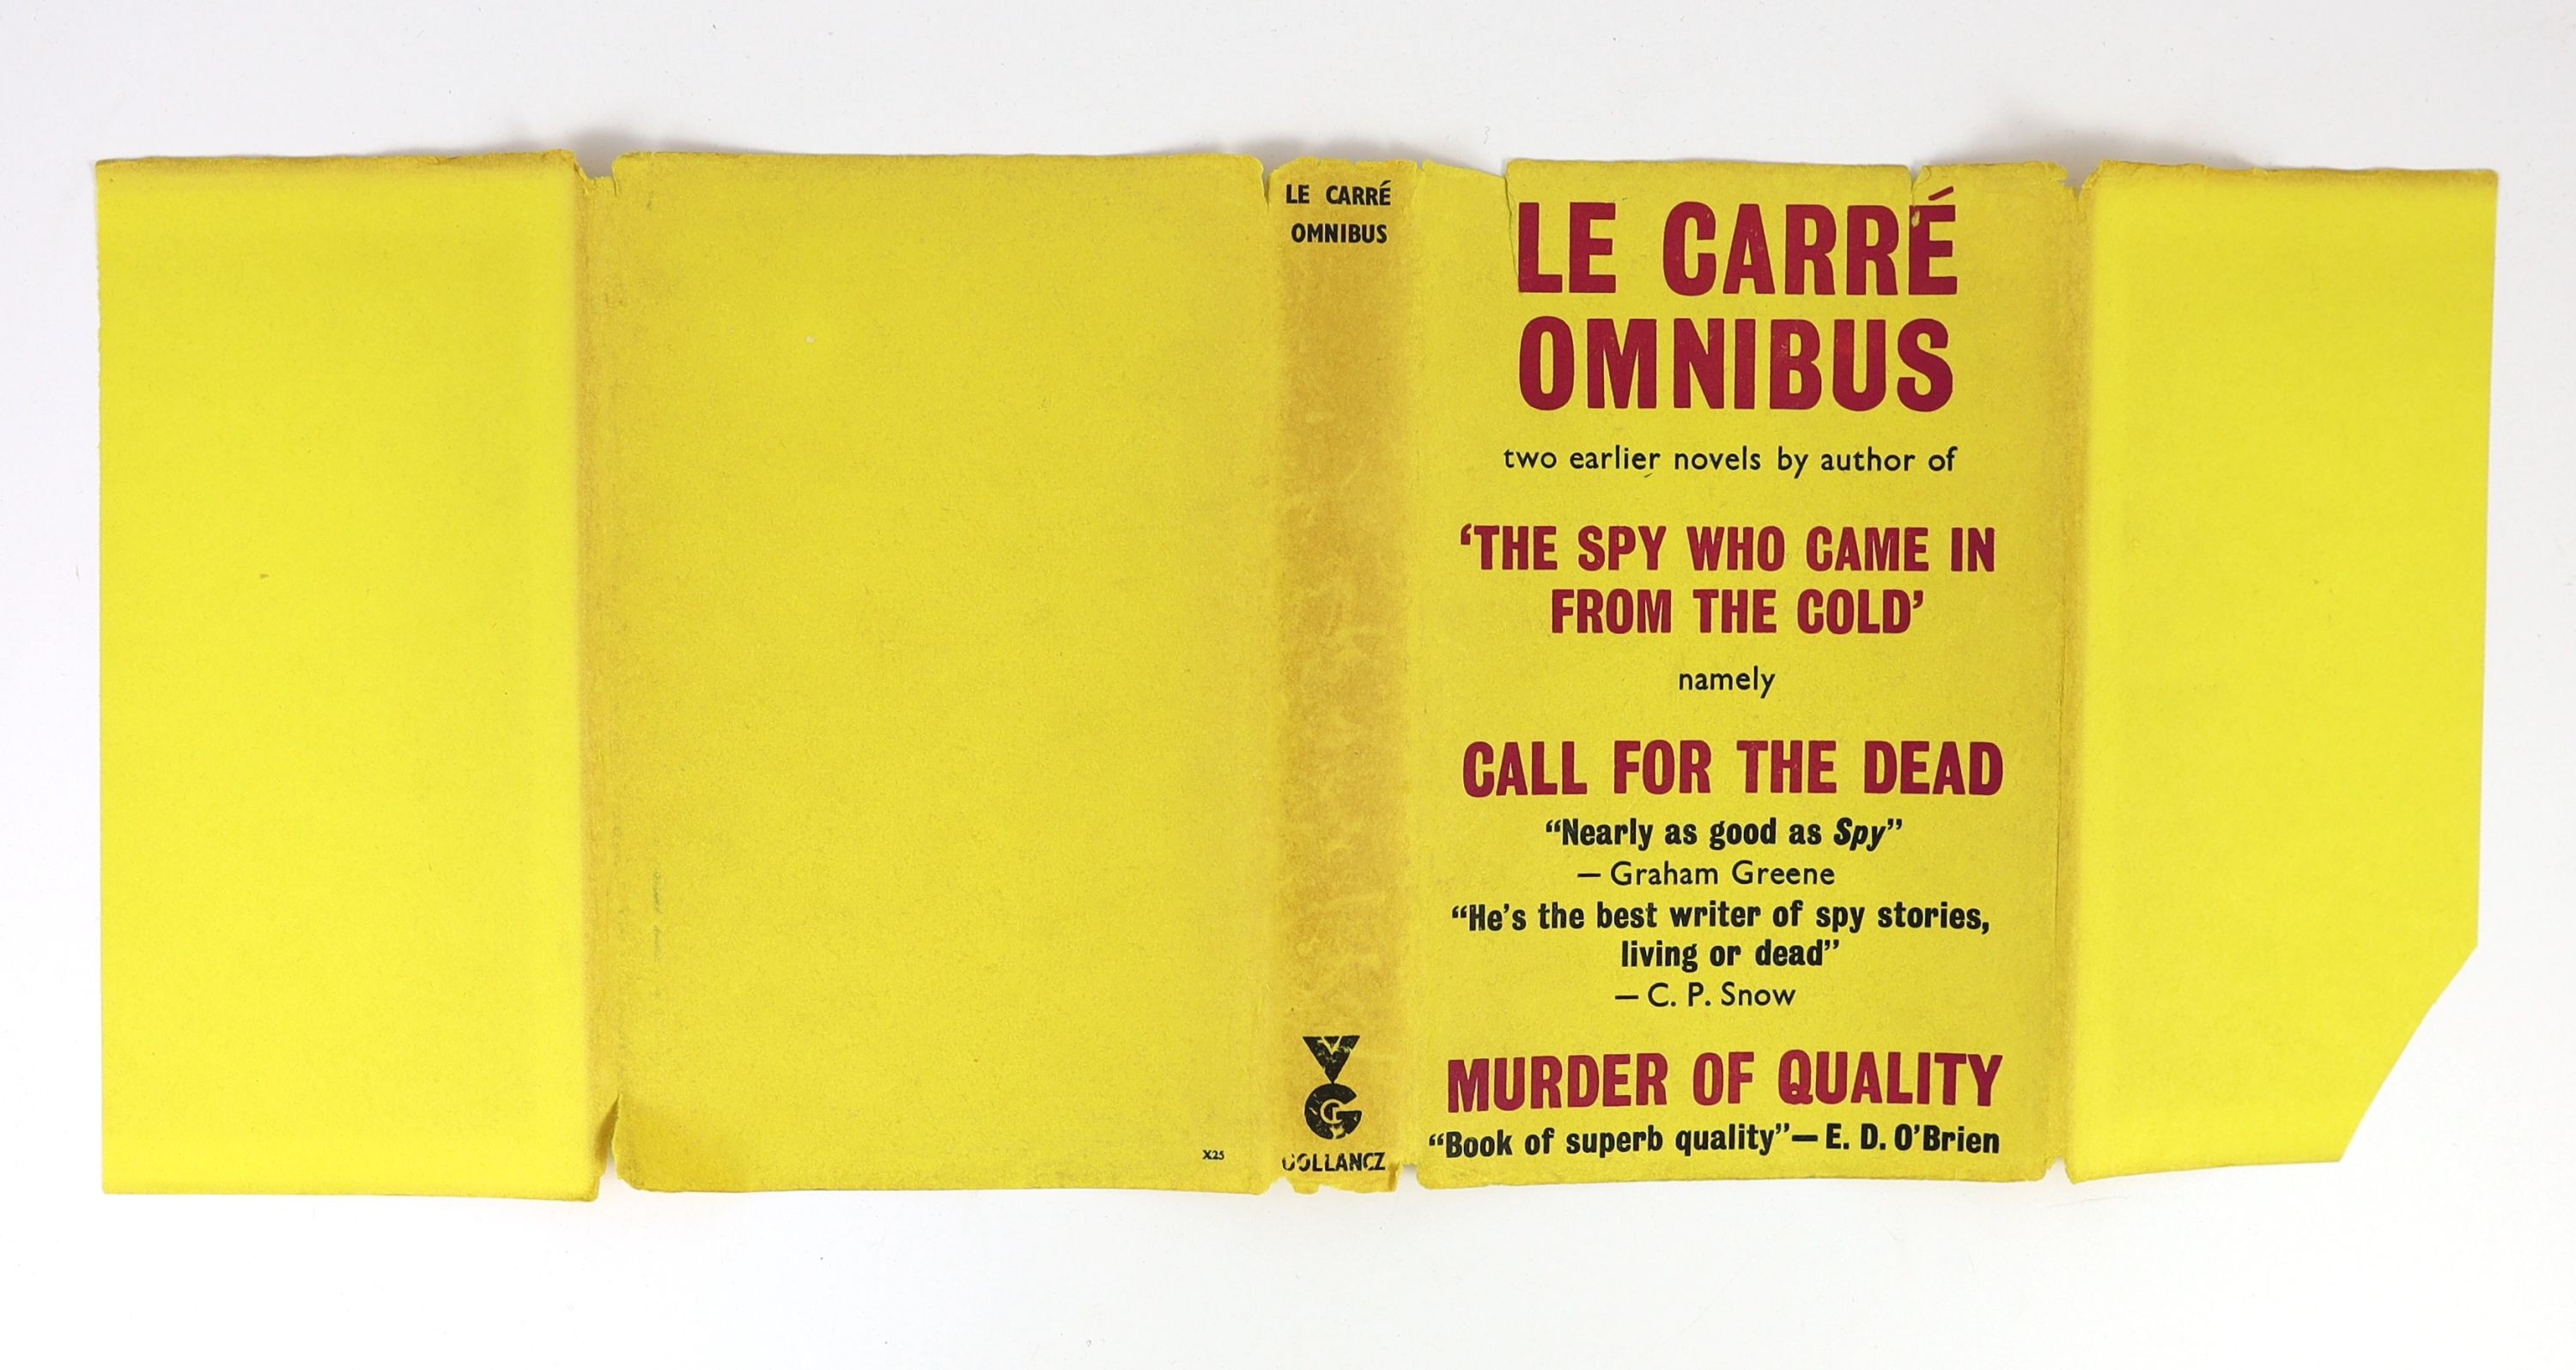 LE CARRÉ
OMNIBUS
VG
GOLLANCZ
X25
LE CARRÉ
OMNIBUS
two earlier novels by author of
‘THE SPY WHO CAME IN
FROM THE COLD’
namely
CALL FOR THE DEAD
“Nearly as good as Spy”
— Graham Greene
“He’s the best writer of spy stories,
living or dead”
— C. P. Snow
MURDER OF QUALITY
“Book of superb quality”— E. D. O’Brien